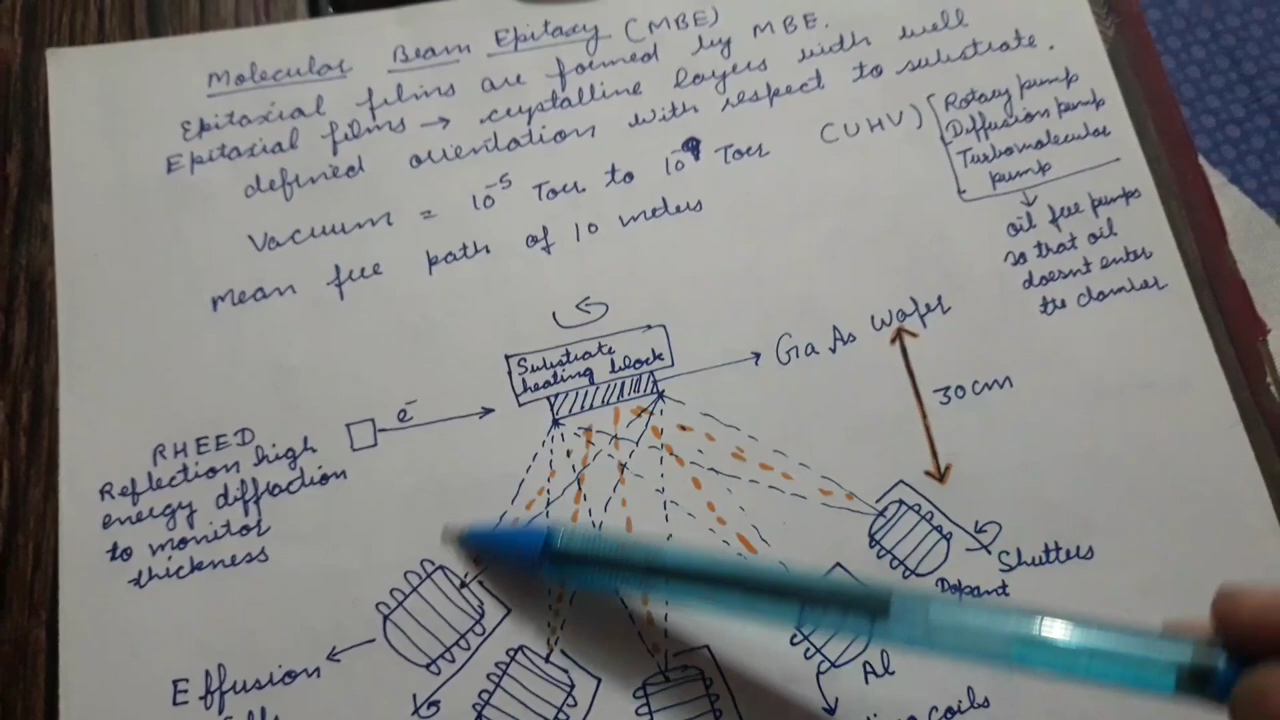 Molecular Beam Epitaxy (MBE)
Epitaxial films are formed by MBE.
Epitaxial films → crystalline layers with well
defined orientation with respect to substrate.
Vacuum = 10⁻⁵ Torr to 10⁻⁹ Torr (UHV)
Rotary pump
Diffusion pump
Turbomolecular
pump
oil free pumps
so that oil
doesnt enter
the chamber
Mean free path of 10 meters
Substrate
heating block
GaAs Wafer
30cm
e⁻
RHEED
Reflection high
energy diffraction
to monitor
thickness
Shutters
Dopant
Al
Effusion
coils